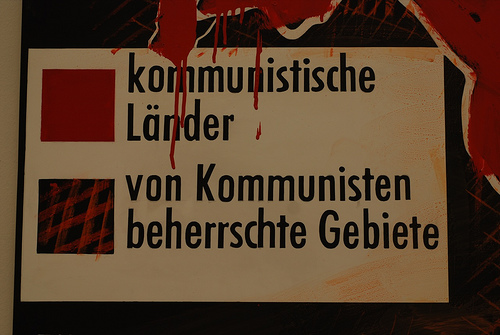 kommunistische
Länder
von Kommunisten
beherrschte Gebiete